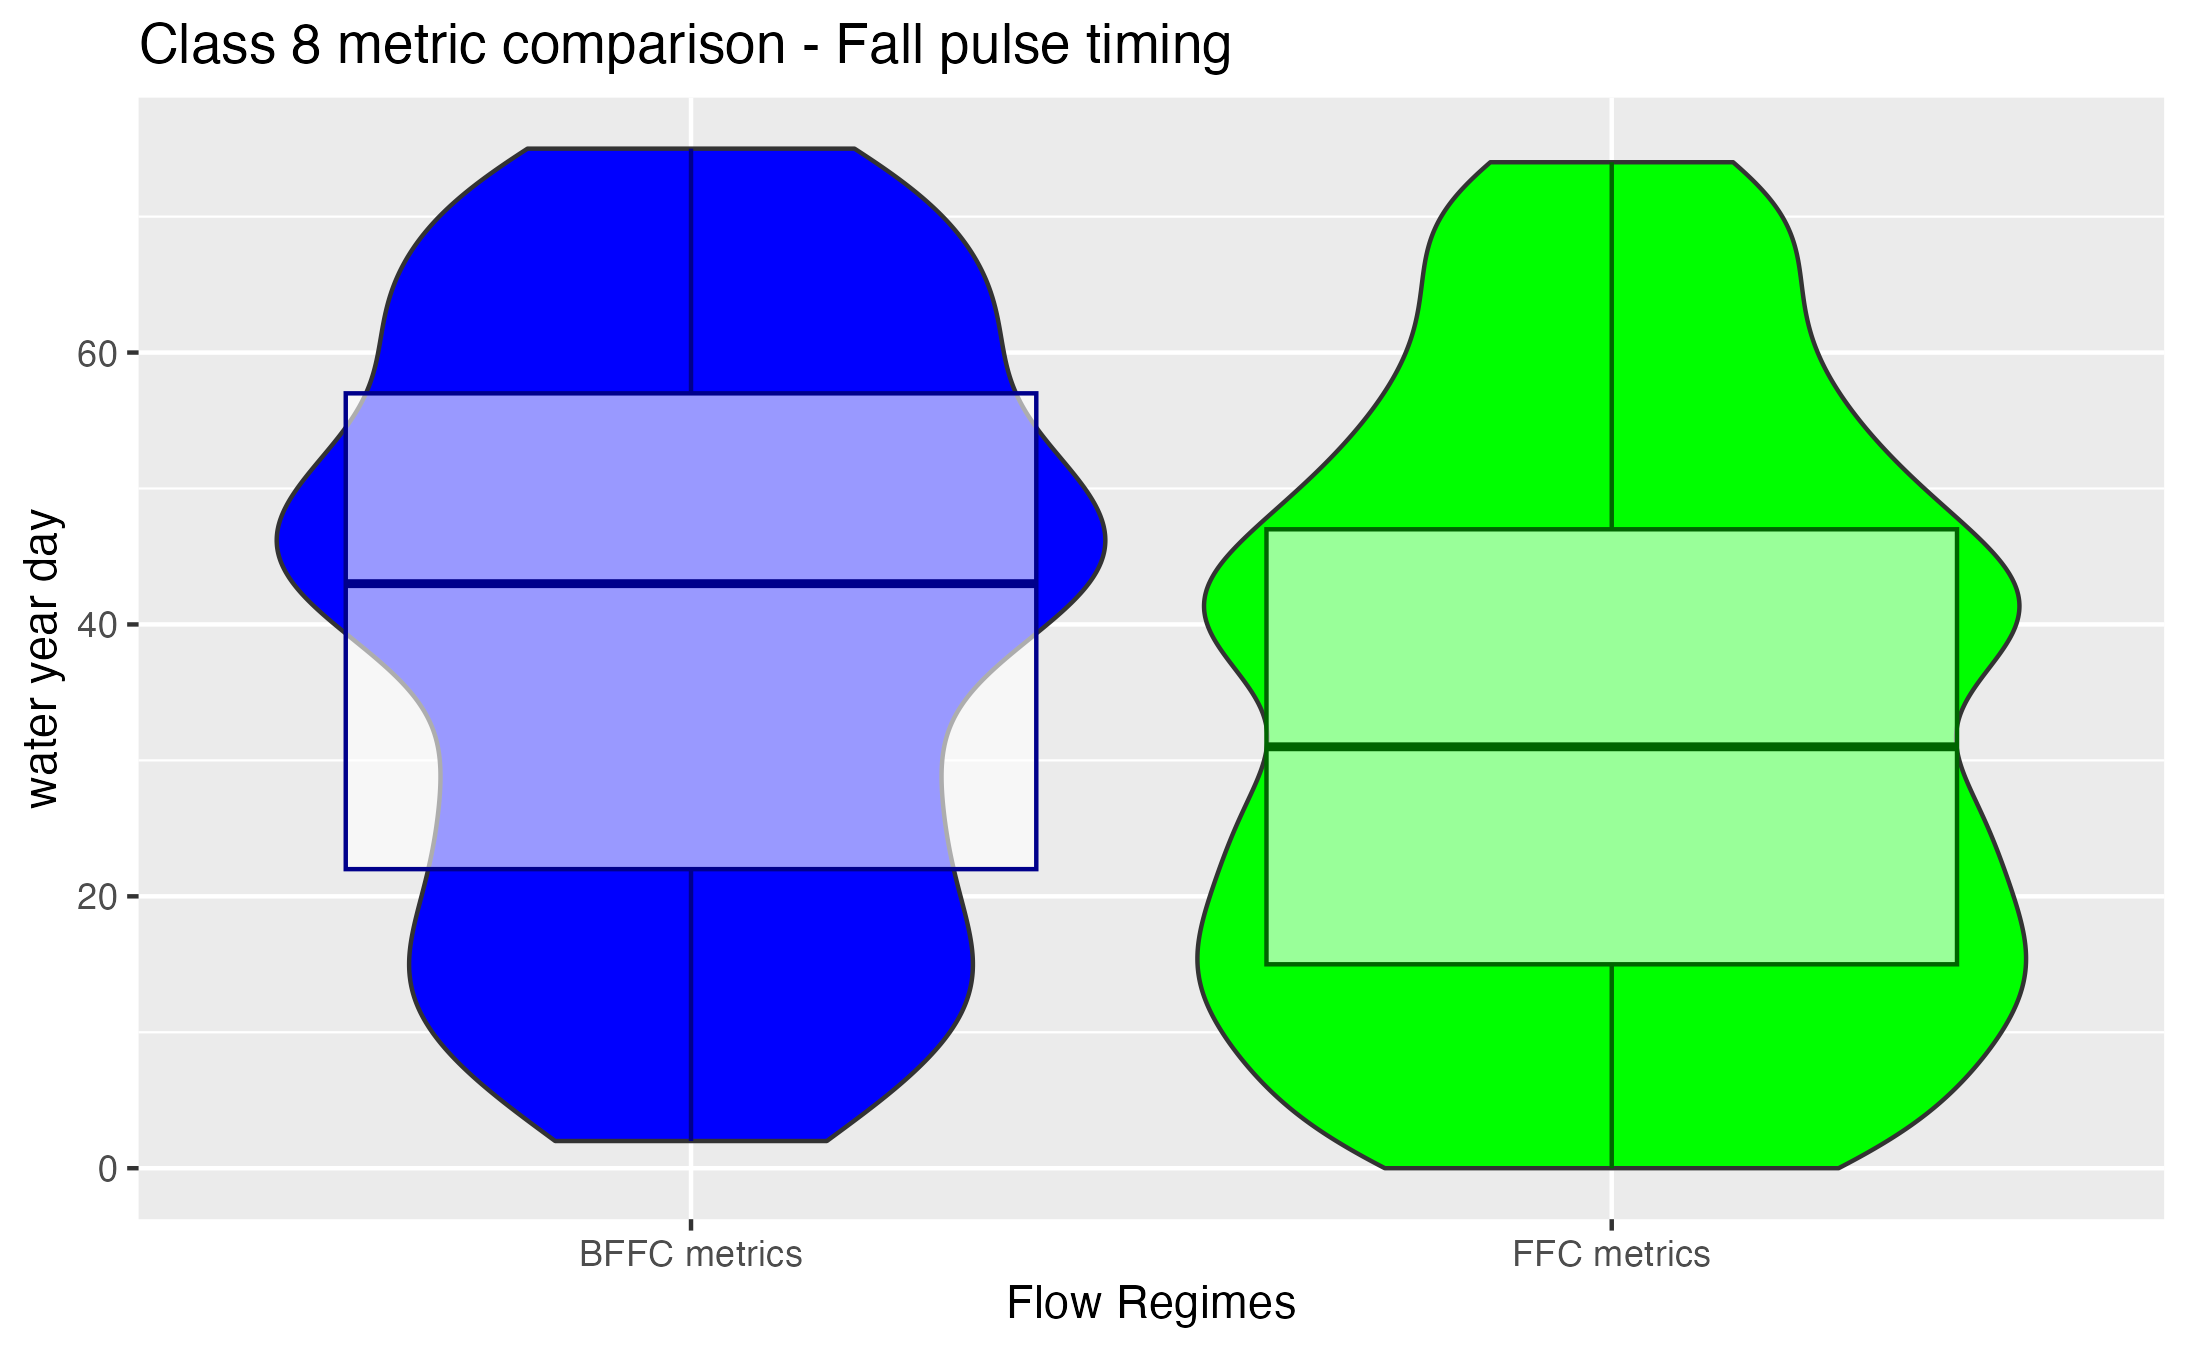 Class 8 metric comparison - Fall pulse timing
water year day
60
40
20
0
BFFC metrics
FFC metrics
Flow Regimes